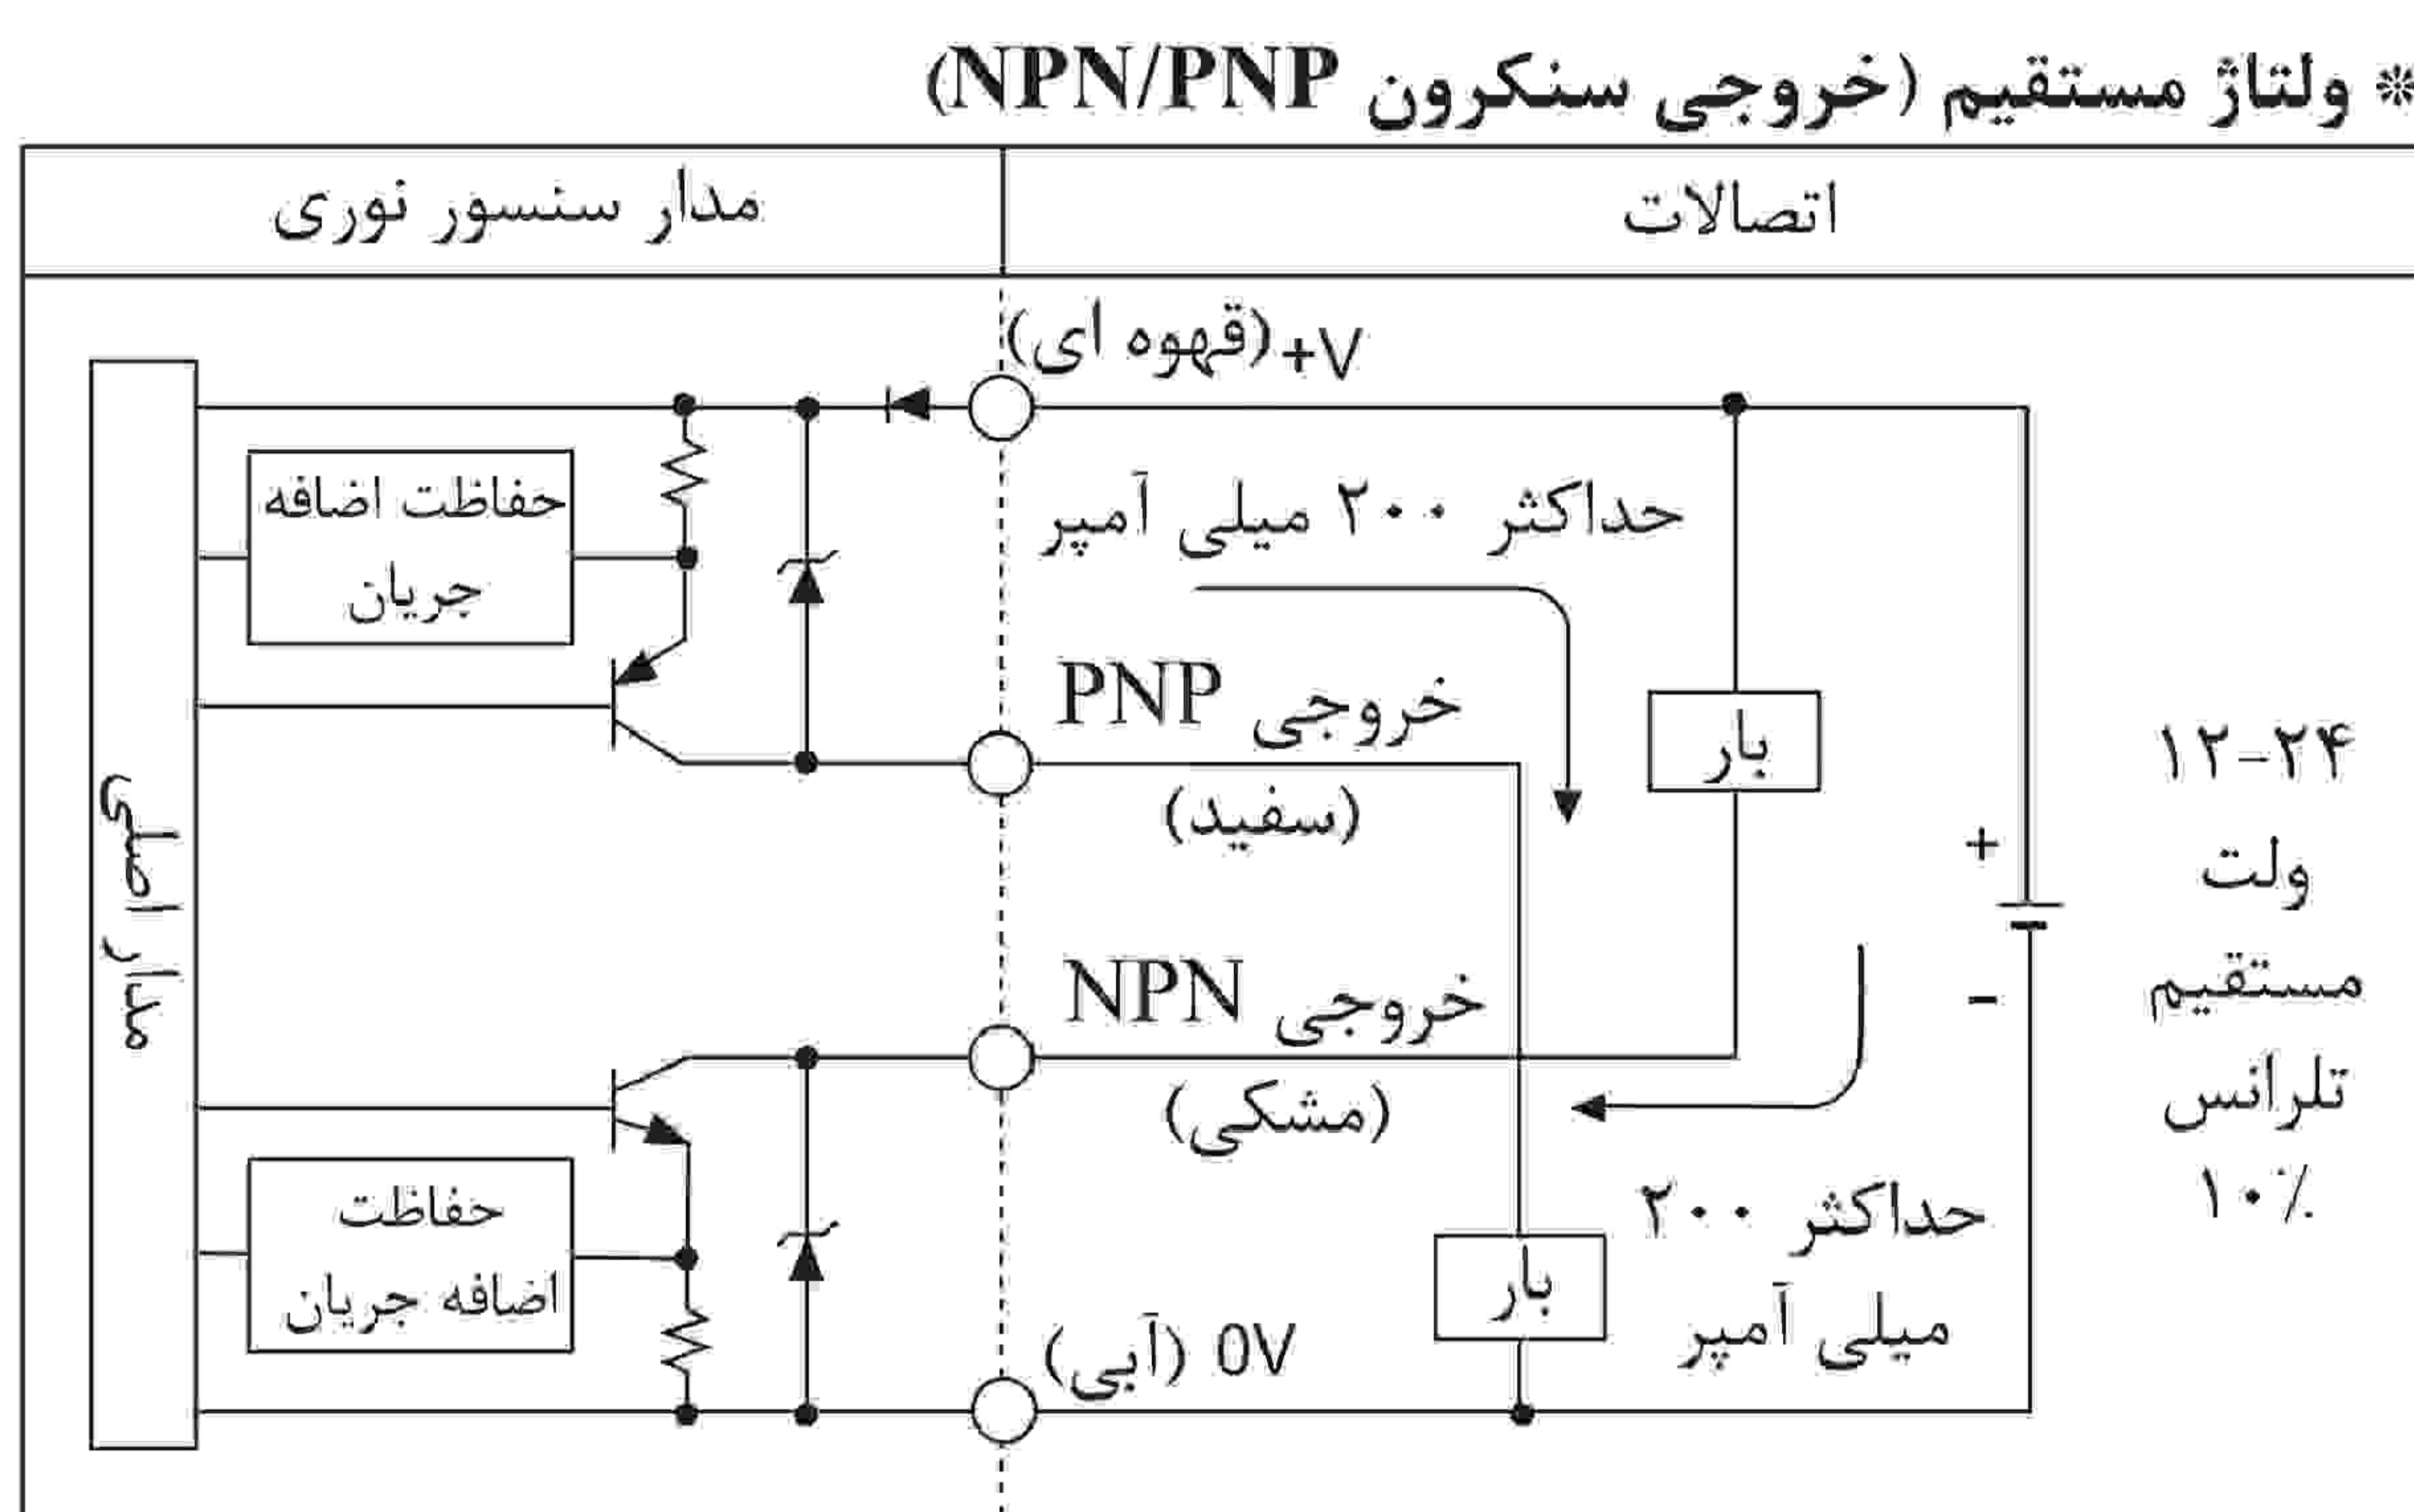 * ولتاژ مستقیم (خروجی سنکرون NPN/PNP)
اتصالات
مدار سنسور نوری
+V (قهوه ای)
حفاظت اضافه
جریان
حداکثر ۲۰۰ میلی آمپر
خروجی PNP
(سفید)
بار
۱۲-۲۴
ولت
مستقیم
تلرانس
۱۰٪
+
-
مدار اصلی
خروجی NPN
(مشکی)
حفاظت
اضافه جریان
حداکثر ۲۰۰
میلی آمپر
بار
0V (آبی)